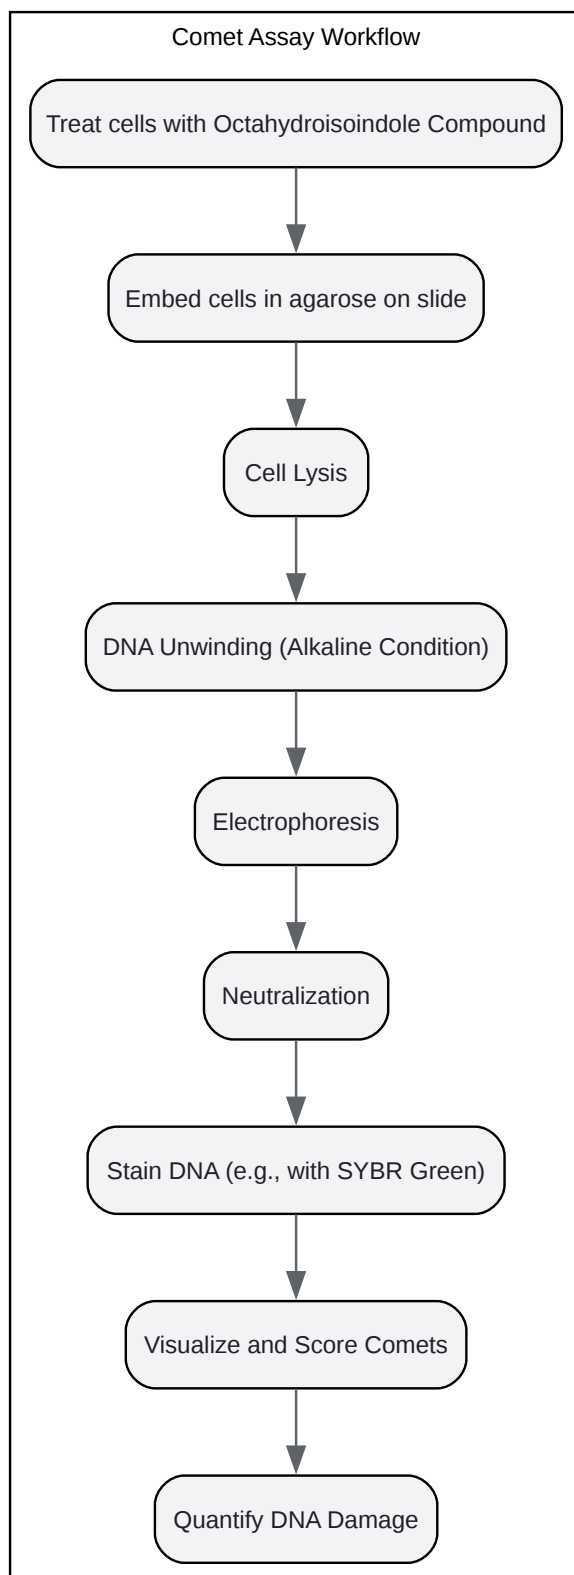 Comet Assay Workflow
Treat cells with Octahydroisoindole Compound
Embed cells in agarose on slide
Cell Lysis
DNA Unwinding (Alkaline Condition)
Electrophoresis
Neutralization
Stain DNA (e.g., with SYBR Green)
Visualize and Score Comets
Quantify DNA Damage